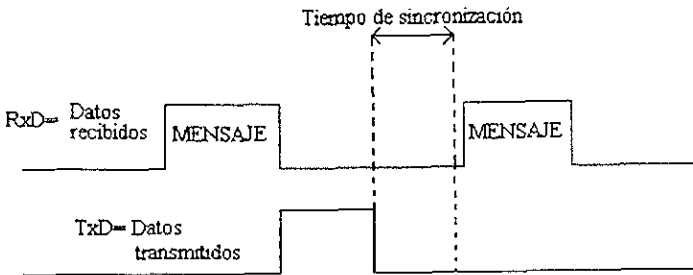 Tiempo de sincronización
RxD= Datos
recibidos
MENSAJE
MENSAJE
TxD= Datos
transmitidos